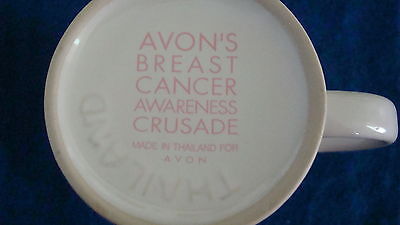 AVON'S
BREAST
CANCER
AWARENESS
CRUSADE
MADE IN THAILAND FOR
AVON
THAILAND